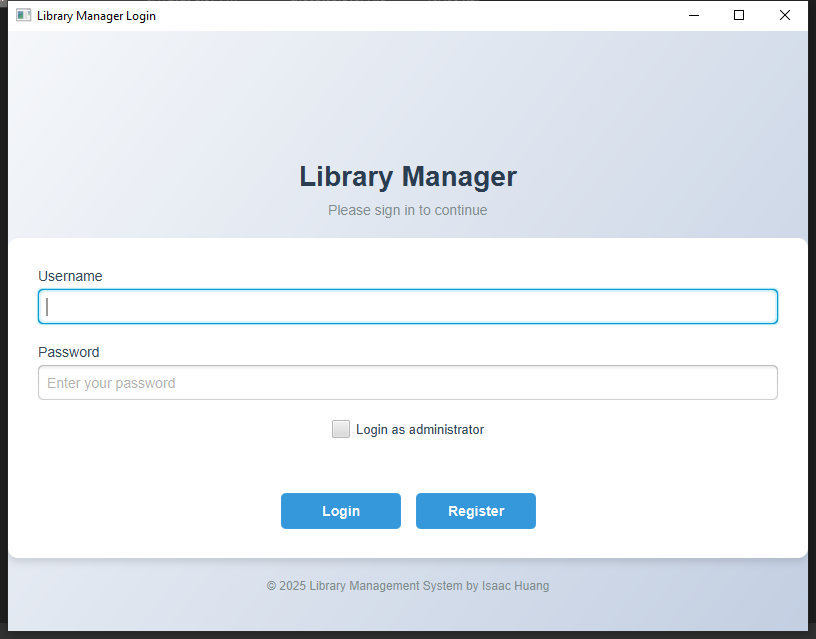 Library Manager Login
Library Manager
Please sign in to continue
Username
Password
Enter your password
Login as administrator
Login Register
© 2025 Library Management System by Isaac Huang